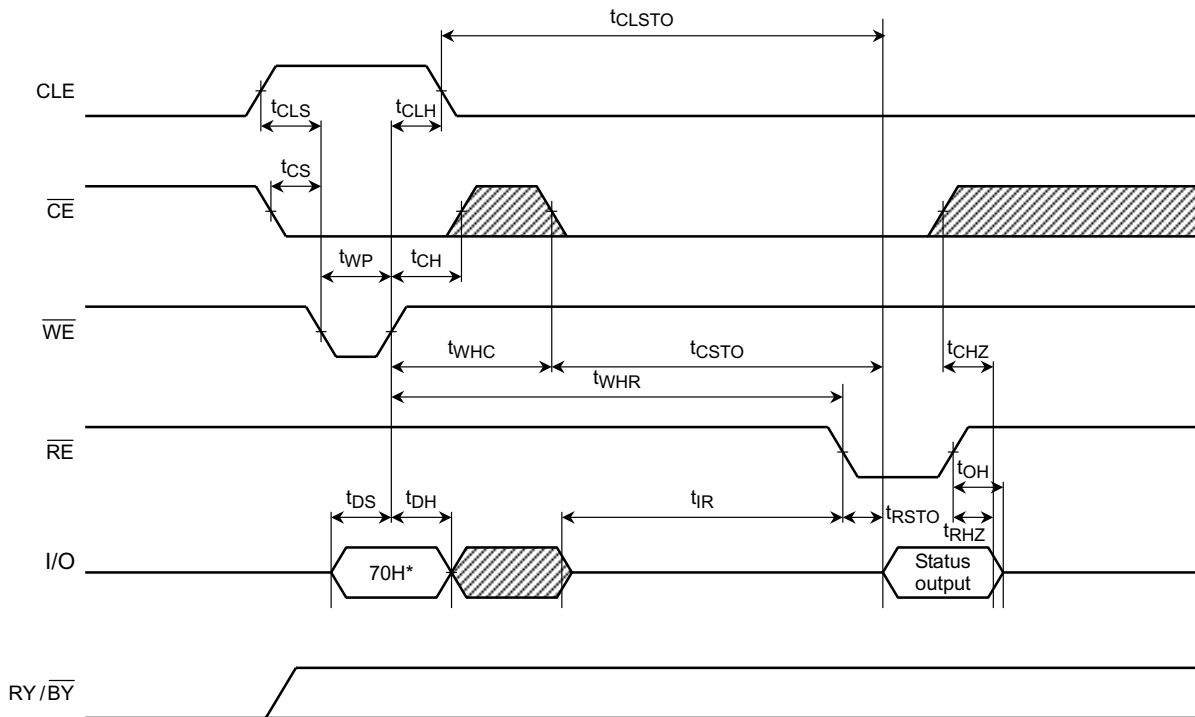 tCLSTO
CLE
tCLS
tCLH
tCS
CE
tWP
tCH
WE
tWHC
tCSTO
tCHZ
tWHR
RE
tDS
tDH
tIR
tRSTO
tOH
tRHZ
I/O
70H*
Status
output
RY/BY